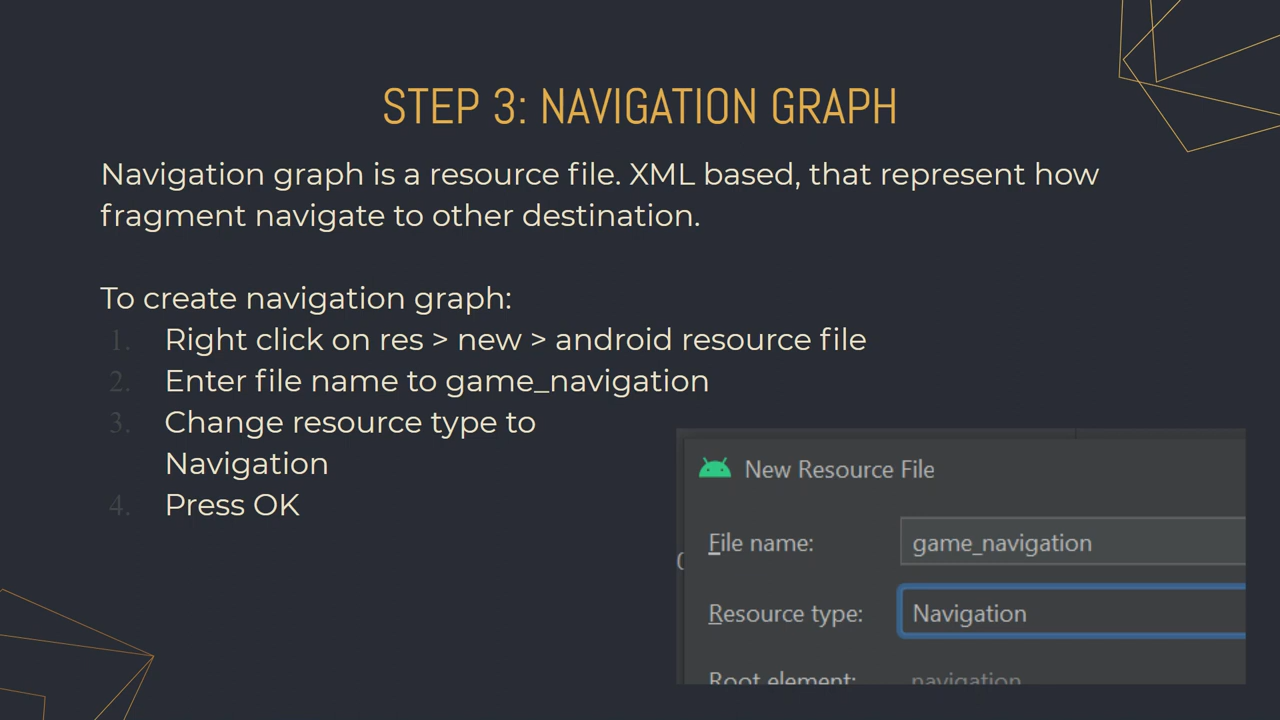 STEP 3: NAVIGATION GRAPH
Navigation graph is a resource file. XML based, that represent how
fragment navigate to other destination.
To create navigation graph:
1. Right click on res > new > android resource file
2. Enter file name to game_navigation
3. Change resource type to
Navigation
4. Press OK
New Resource File
File name: game_navigation
Resource type: Navigation
Root element: navigation